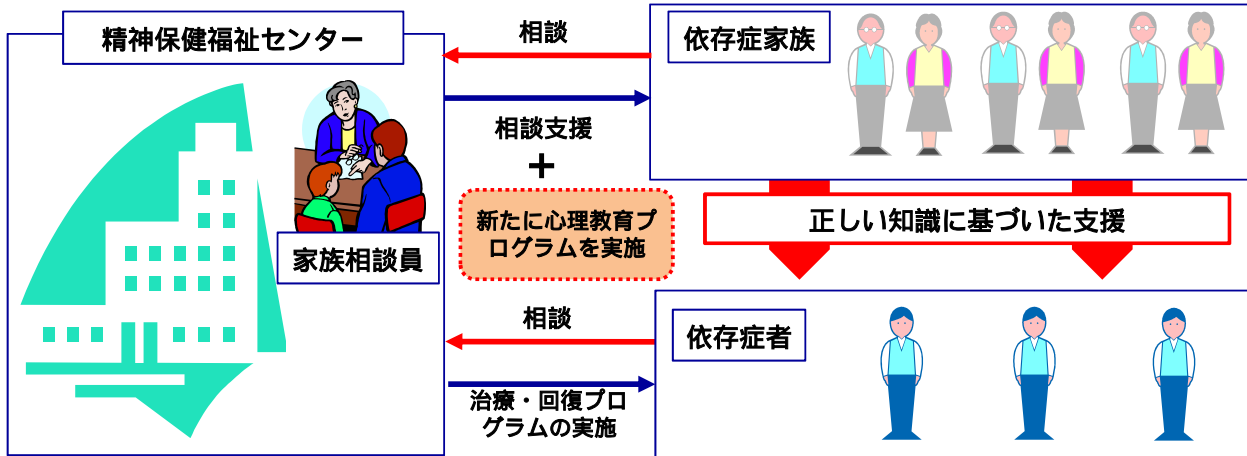 精神保健福祉センター
家族相談員
相談
相談支援
+
新たに心理教育プ
ログラムを実施
依存症家族
正しい知識に基づいた支援
相談
治療・回復プロ
グラムの実施
依存症者